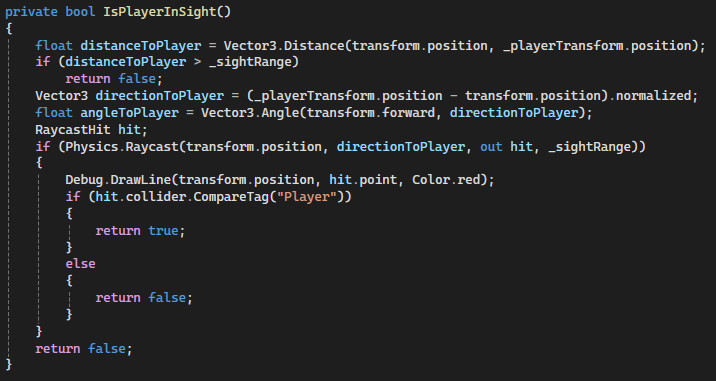 private bool IsPlayerInSight()
{
float distanceToPlayer = Vector3.Distance(transform.position, _playerTransform.position);
if (distanceToPlayer > _sightRange)
return false;
Vector3 directionToPlayer = (_playerTransform.position - transform.position).normalized;
float angleToPlayer = Vector3.Angle(transform.forward, directionToPlayer);
RaycastHit hit;
if (Physics.Raycast(transform.position, directionToPlayer, out hit, _sightRange))
{
Debug.DrawLine(transform.position, hit.point, Color.red);
if (hit.collider.CompareTag("Player"))
{
return true;
}
else
{
return false;
}
}
return false;
}